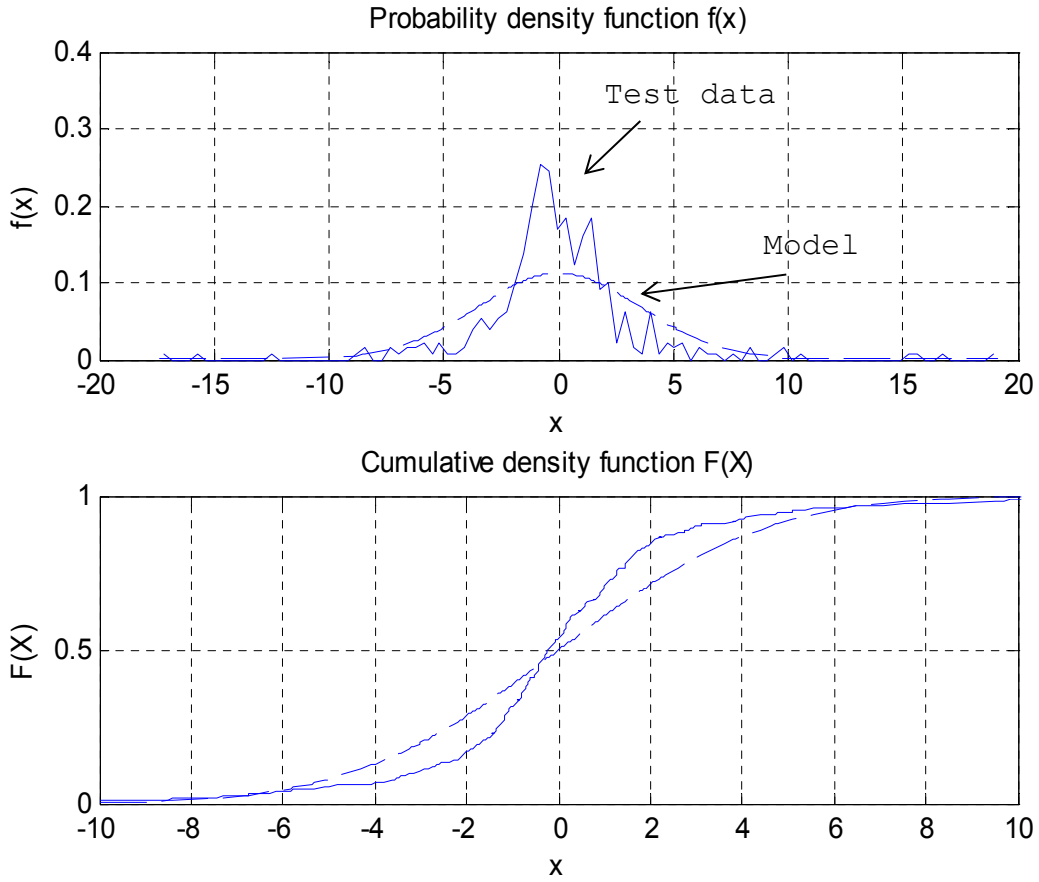 Probability density function f(x)
0.4
0.3
0.2
0.1
0
f(x)
Test data
Model
-20 -15 -10 -5 0 5 10 15 20
x
Cumulative density function F(X)
1
0.5
0
F(X)
-10 -8 -6 -4 -2 0 2 4 6 8 10
x